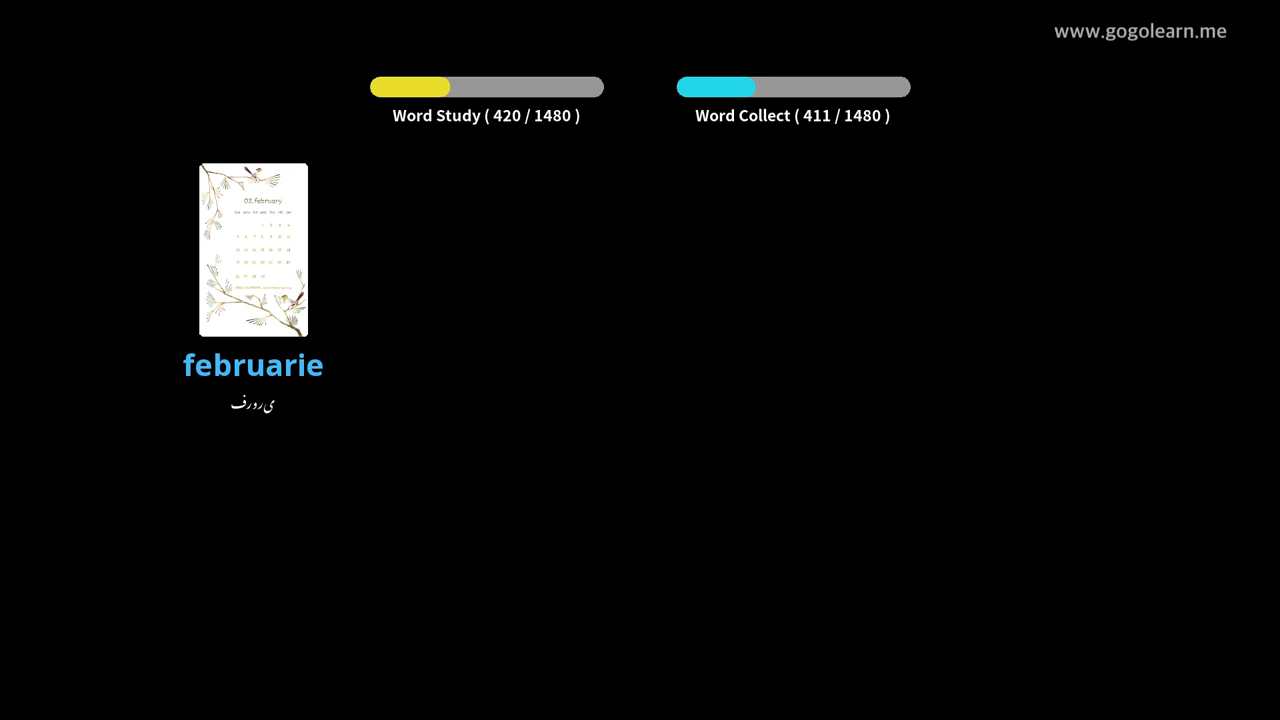 www.gogolearn.me
Word Study ( 420 / 1480 )
Word Collect ( 411 / 1480 )
02.february
februarie
فروری